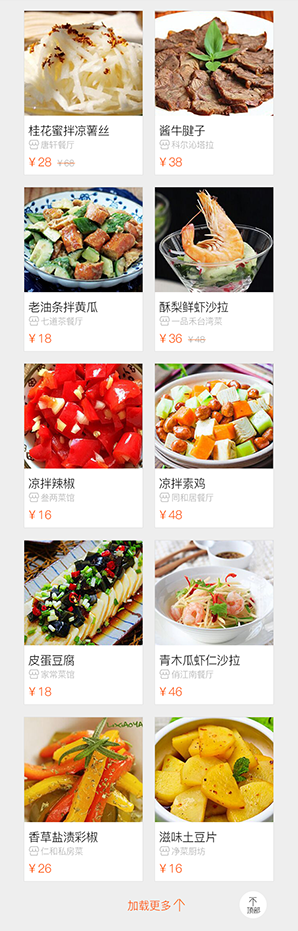 桂花蜜拌凉薯丝
唐轩餐厅
¥28 ¥68
酱牛腱子
科尔沁塔拉
¥38
老油条拌黄瓜
七道茶餐厅
¥18
酥梨鲜虾沙拉
一品禾台湾菜
¥36 ¥48
凉拌辣椒
叁两菜馆
¥16
凉拌素鸡
同和居餐厅
¥48
皮蛋豆腐
家常菜馆
¥18
青木瓜虾仁沙拉
俏江南餐厅
¥46
香草盐渍彩椒
仁和私房菜
¥26
滋味土豆片
净菜厨坊
¥16
加载更多
顶部